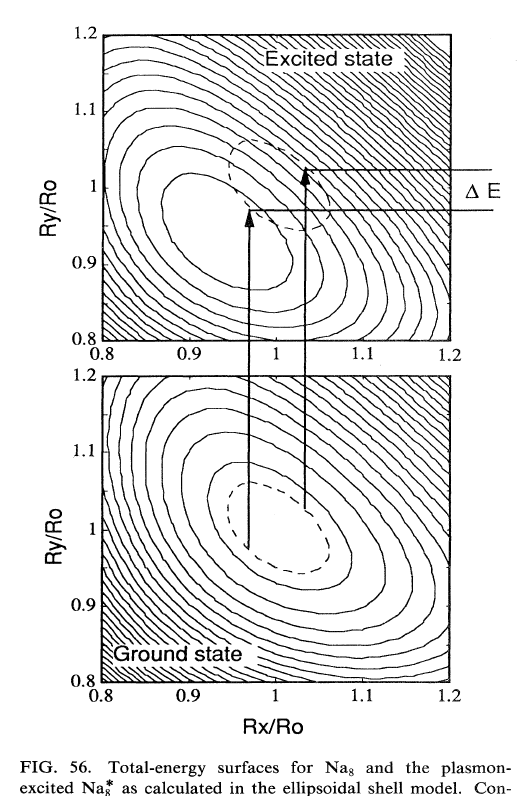 1.2
Excited state
1.1
1
Δ E
Ry/Ro
0.9
0.8
0.8 0.9 1 1.1 1.2
1.2
1.1
1
Ry/Ro
0.9
Ground state
0.8
0.8 0.9 1 1.1 1.2
Rx/Ro
FIG. 56. Total-energy surfaces for Na8 and the plasmon-
excited Na8* as calculated in the ellipsoidal shell model. Con-